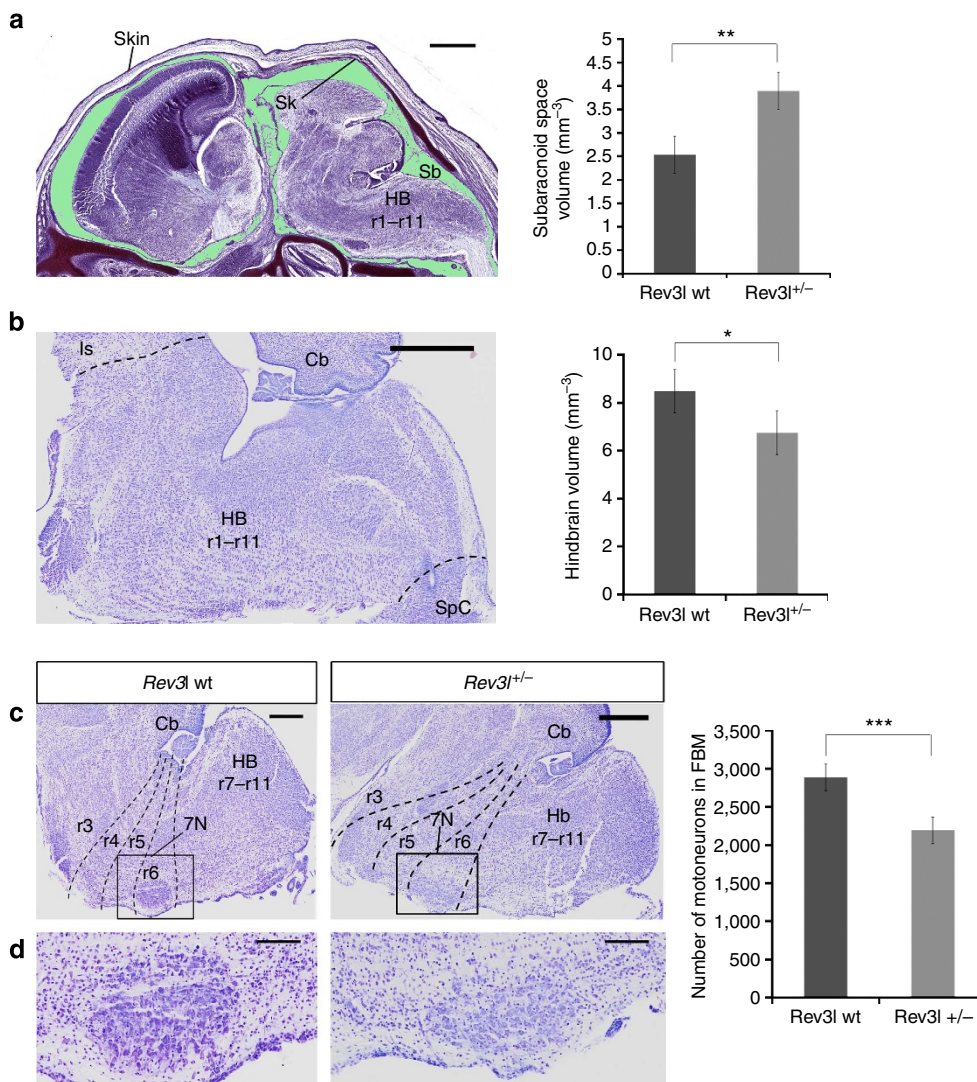 a
Skin
Sk
Sb
HB
r1–r11
**
Subaracnoid space
volume (mm⁻³)
5
4.5
4
3.5
3
2.5
2
1.5
1
0.5
0
Rev3l wt
Rev3l⁺/⁻
b
Is
Cb
HB
r1–r11
SpC
*
Hindbrain volume (mm⁻³)
10
8
6
4
2
0
Rev3l wt
Rev3l⁺/⁻
Rev3l wt
Rev3l⁺/⁻
c
Cb
HB
r7–r11
r3
r4
r5
7N
r6
Cb
r3
r4
r5
7N
r6
Hb
r7–r11
d
***
Number of motoneurons in FBM
3,500
3,000
2,500
2,000
1,000
1,000
500
0
Rev3l wt
Rev3l +/–